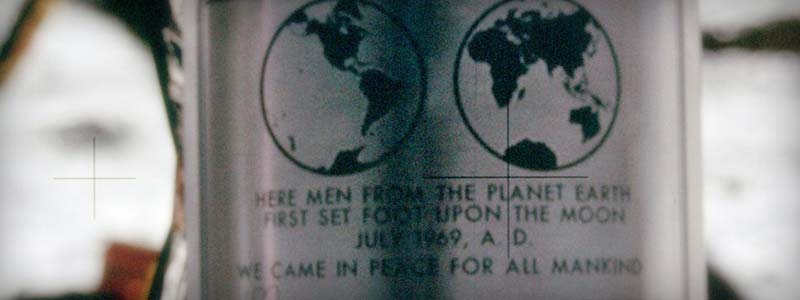 HERE MEN FROM THE PLANET EARTH
FIRST SET FOOT UPON THE MOON
JULY 1969, A. D.
WE CAME IN PEACE FOR ALL MANKIND